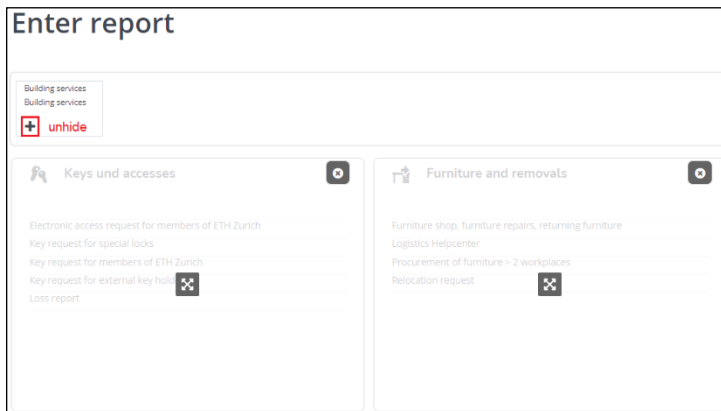 Enter report
Building services
Building services
unhide
Keys und accesses
Electronic access request for members of ETH Zurich
Key request for special locks
Key request for members of ETH Zurich
Key request for external key hold
Loss report
Furniture and removals
Furniture shop, furniture repairs, returning furniture
Logistics Helpcenter
Procurement of furniture > 2 workplaces
Relocation request